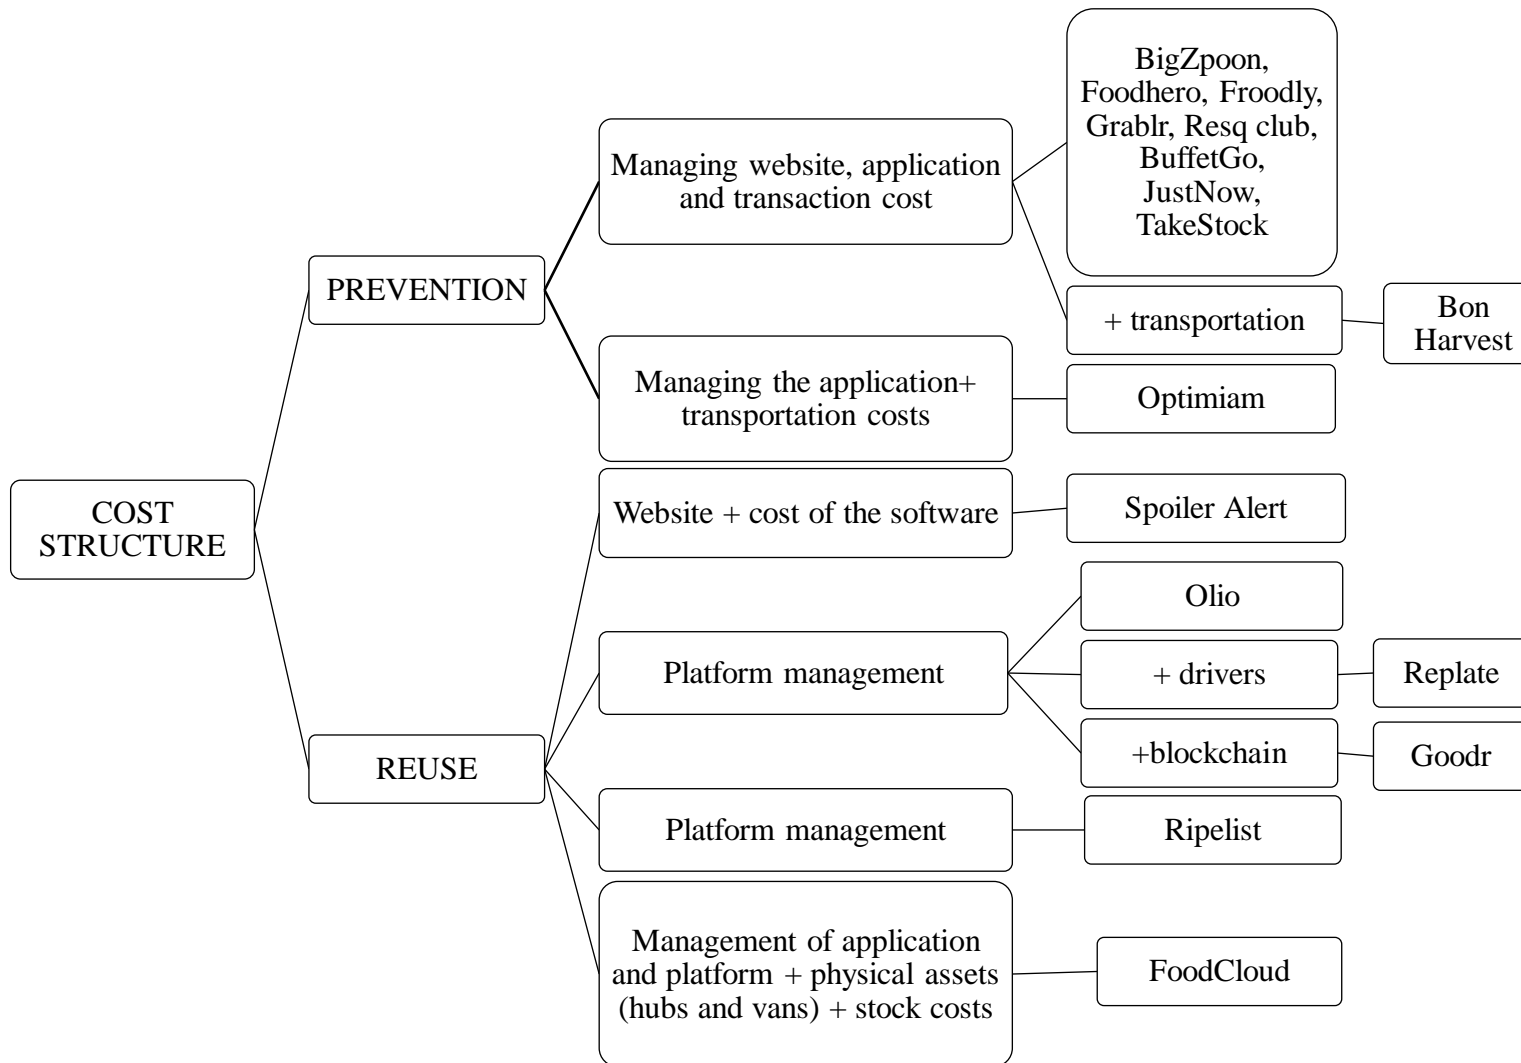 COST
STRUCTURE
PREVENTION
Managing website, application
and transaction cost
BigZpoon,
Foodhero, Froodly,
Grablr, Resq club,
BuffetGo,
JustNow,
TakeStock
+ transportation
Bon
Harvest
Managing the application+
transportation costs
Optimiam
REUSE
Website + cost of the software
Spoiler Alert
Platform management
Olio
+ drivers
Replate
+blockchain
Goodr
Platform management
Ripelist
Management of application
and platform + physical assets
(hubs and vans) + stock costs
FoodCloud